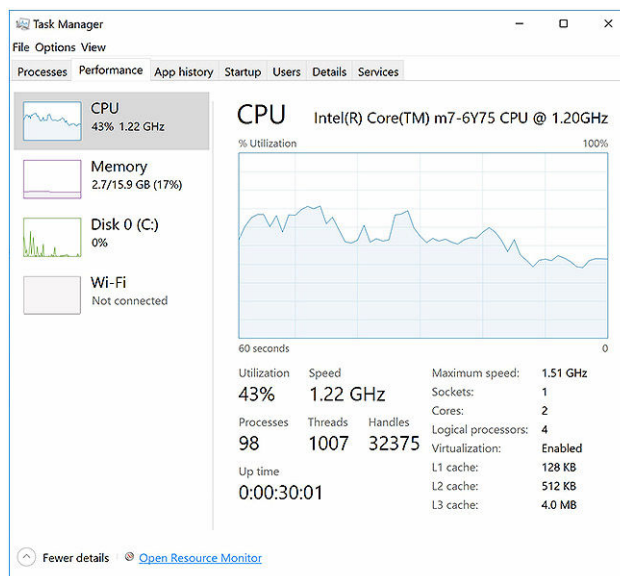 Task Manager
File Options View
Processes Performance App history Startup Users Details Services
CPU
43% 1.22 GHz
Memory
2.7/15.9 GB (17%)
Disk 0 (C:)
0%
Wi-Fi
Not connected
CPU Intel(R) Core(TM) m7-6Y75 CPU @ 1.20GHz
% Utilization 100%
60 seconds 0
Utilization Speed
43% 1.22 GHz
Processes Threads Handles
98 1007 32375
Up time
0:00:30:01
Maximum speed: 1.51 GHz
Sockets: 1
Cores: 2
Logical processors: 4
Virtualization: Enabled
L1 cache: 128 KB
L2 cache: 512 KB
L3 cache: 4.0 MB
Fewer details Open Resource Monitor